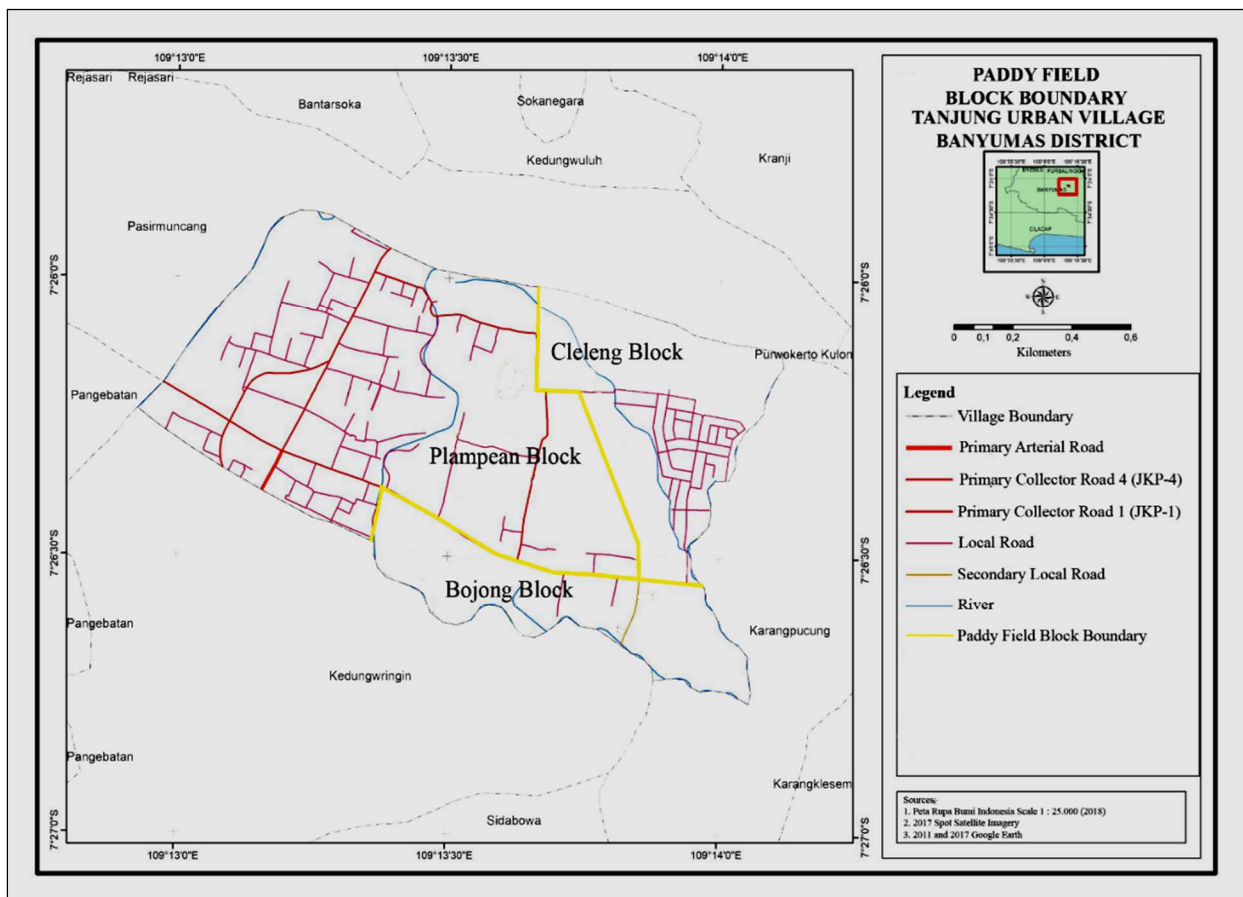 109°13'0"E 109°13'30"E 109°14'0"E
Rejasari Rejasari
Bantarsoka
Sokanegara
Kedungwuluh
Kranji
Pasirmuncang
7°26'0"S 7°26'0"S
Cleleng Block
Purwokerto Kulon
Pangebatan
Plampean Block
7°26'30"S 7°26'30"S
Bojong Block
Pangebatan
Karangpucung
Kedungwringin
Pangebatan
Karangklesem
Sidabowa
7°27'0"S 7°27'0"S
109°13'0"E 109°13'30"E 109°14'0"E
PADDY FIELD
BLOCK BOUNDARY
TANJUNG URBAN VILLAGE
BANYUMAS DISTRICT
BANYUMAS
CILACAP
N
W E
S
0 0,1 0,2 0,4 0,6
Kilometers
Legend
Village Boundary
Primary Arterial Road
Primary Collector Road 4 (JKP-4)
Primary Collector Road 1 (JKP-1)
Local Road
Secondary Local Road
River
Paddy Field Block Boundary
Sources:
1. Peta Rupa Bumi Indonesia Scale 1 : 25.000 (2018)
2. 2017 Spot Satellite Imagery
3. 2011 and 2017 Google Earth